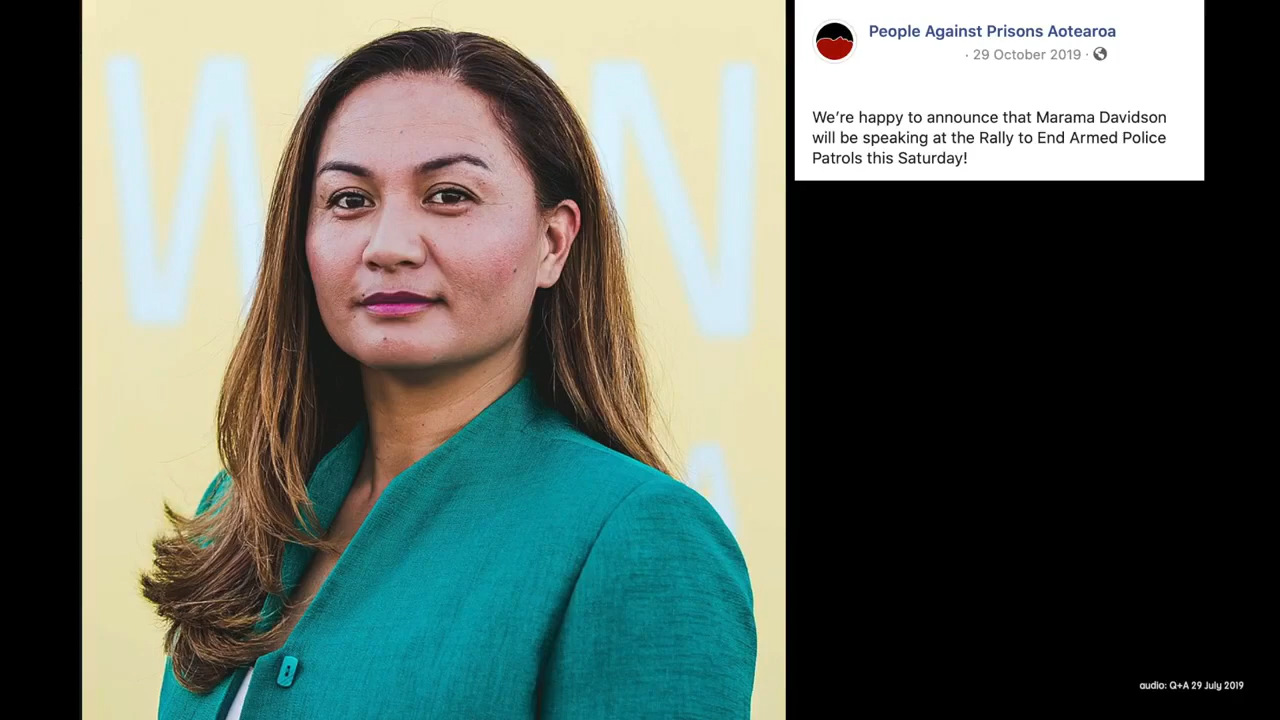 People Against Prisons Aotearoa
· 29 October 2019 ·
We’re happy to announce that Marama Davidson
will be speaking at the Rally to End Armed Police
Patrols this Saturday!
audio: Q+A 29 July 2019